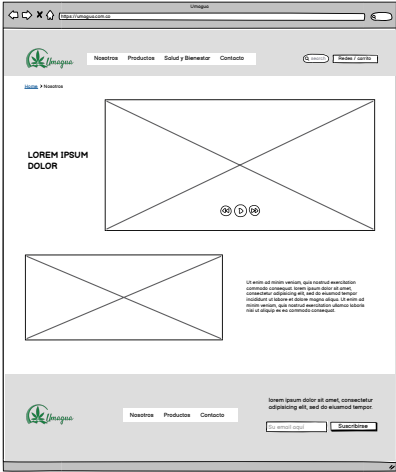 Umagua
https://umagua.com.co
Umagua
Nosotros Productos Salud y Bienestar Contacto
search
Redes / carrito
Home > Nosotros
LOREM IPSUM
DOLOR
Ut enim ad minim veniam, quis nostrud exercitation
commodo consequat. lorem ipsum dolor sit amet,
consectetur adipisicing elit, sed do eiusmod tempor
incididunt ut labore et dolore magna aliqua. Ut enim ad
minim veniam, quis nostrud exercitation ullamco laboris
nisi ut aliquip ex ea commodo consequat.
Umagua
Nosotros Productos Contacto
lorem ipsum dolor sit amet, consectetur
adipisicing elit, sed do eiusmod tempor.
Su email aquí
Suscribirse